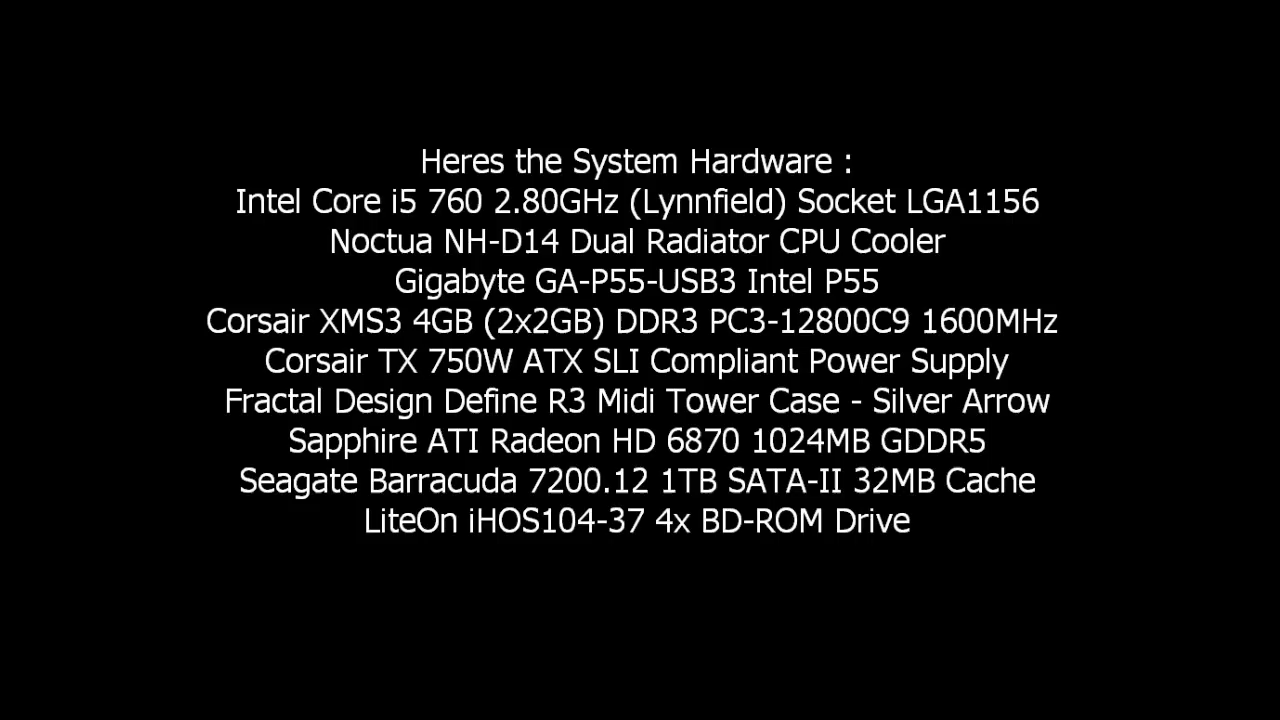 Heres the System Hardware :
Intel Core i5 760 2.80GHz (Lynnfield) Socket LGA1156
Noctua NH-D14 Dual Radiator CPU Cooler
Gigabyte GA-P55-USB3 Intel P55
Corsair XMS3 4GB (2x2GB) DDR3 PC3-12800C9 1600MHz
Corsair TX 750W ATX SLI Compliant Power Supply
Fractal Design Define R3 Midi Tower Case - Silver Arrow
Sapphire ATI Radeon HD 6870 1024MB GDDR5
Seagate Barracuda 7200.12 1TB SATA-II 32MB Cache
LiteOn iHOS104-37 4x BD-ROM Drive